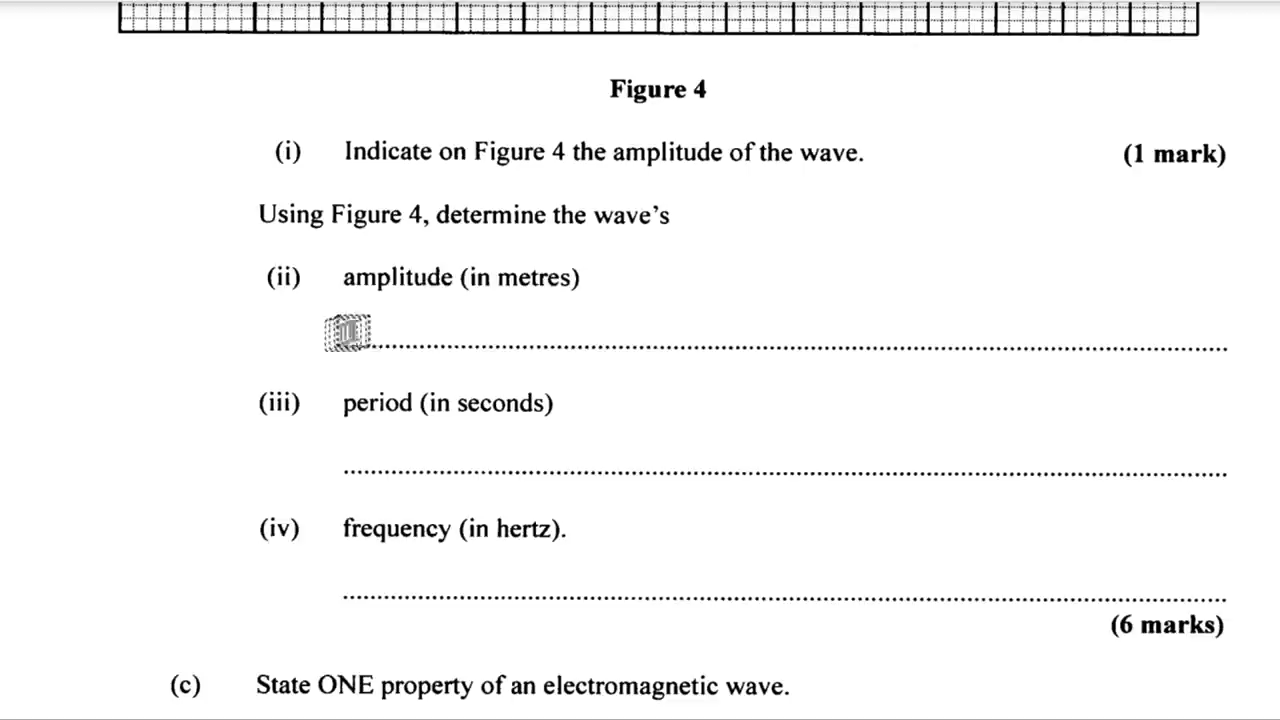 Figure 4
(i) Indicate on Figure 4 the amplitude of the wave. (1 mark)
Using Figure 4, determine the wave's
(ii) amplitude (in metres)
(iii) period (in seconds)
(iv) frequency (in hertz).
(6 marks)
(c) State ONE property of an electromagnetic wave.